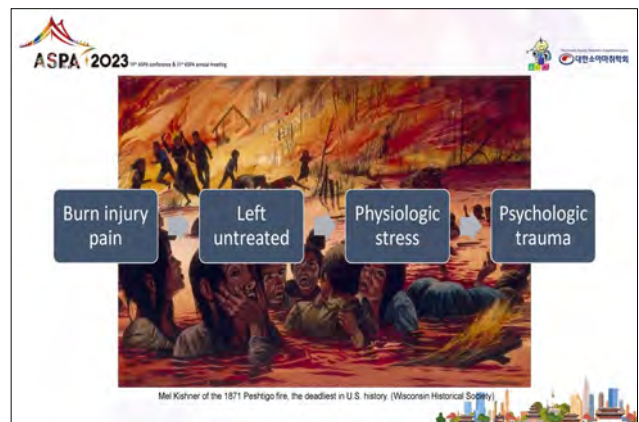 ASPA 2023
Burn injury
pain
Left
untreated
Physiologic
stress
Psychologic
trauma
대한소아마취학회
Mel Kishner of the 1871 Peshtigo fire, the deadliest in U.S. history. (Wisconsin Historical Society)